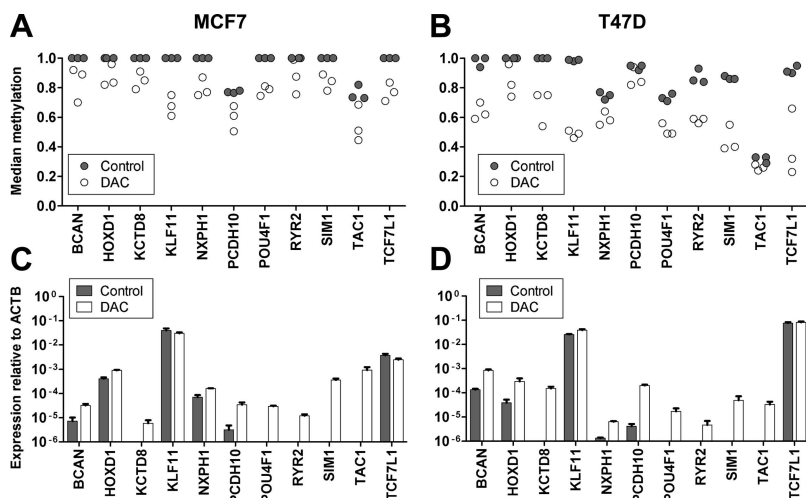 MCF7
T47D
A
B
Median methylation
1.0
0.8
0.6
0.4
0.2
0.0
Control
DAC
BCAN
HOXD1
KCTD8
KLF11
NXPH1
PCDH10
POU4F1
RYR2
SIM1
TAC1
TCF7L1
1.0
0.8
0.6
0.4
0.2
0.0
Control
DAC
BCAN
HOXD1
KCTD8
KLF11
NXPH1
PCDH10
POU4F1
RYR2
SIM1
TAC1
TCF7L1
C
D
Expression relative to ACTB
10⁰
10⁻¹
10⁻²
10⁻³
10⁻⁴
10⁻⁵
10⁻⁶
Control
DAC
BCAN
HOXD1
KCTD8
KLF11
NXPH1
PCDH10
POU4F1
RYR2
SIM1
TAC1
TCF7L1
10⁰
10⁻¹
10⁻²
10⁻³
10⁻⁴
10⁻⁵
10⁻⁶
Control
DAC
BCAN
HOXD1
KCTD8
KLF11
NXPH1
PCDH10
POU4F1
RYR2
SIM1
TAC1
TCF7L1